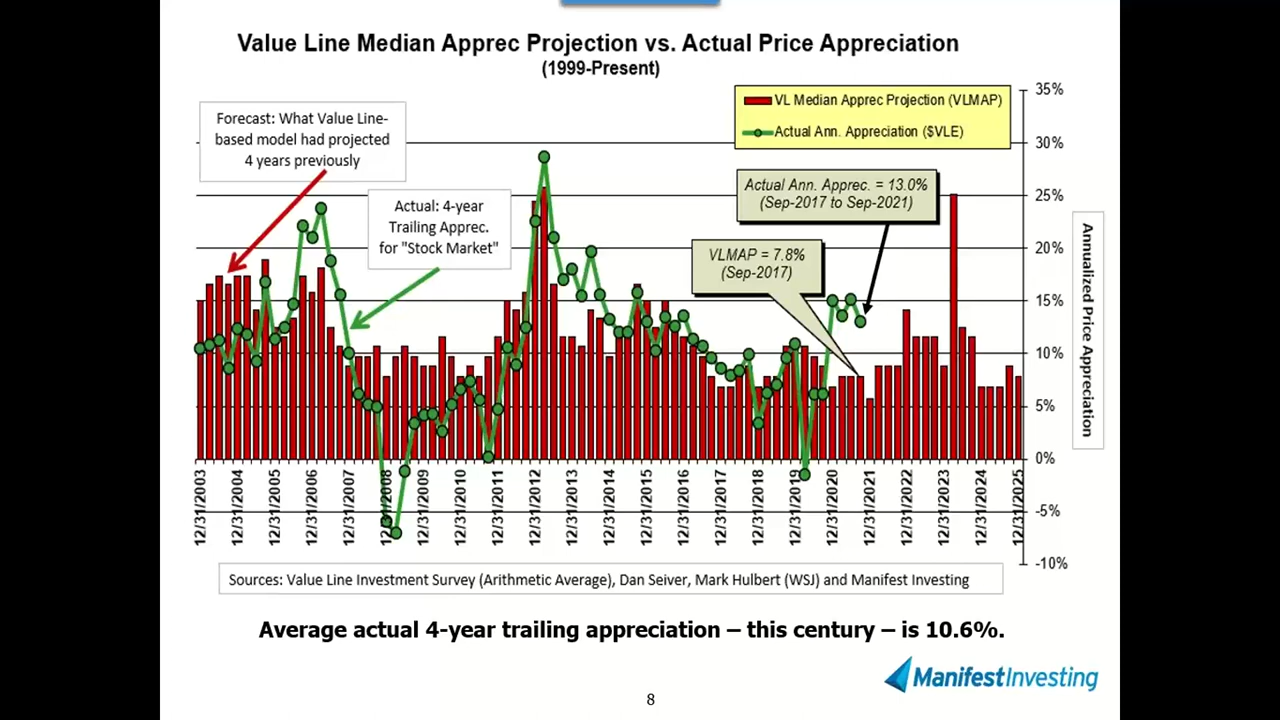 Value Line Median Apprec Projection vs. Actual Price Appreciation
(1999-Present)
Forecast: What Value Line-
based model had projected
4 years previously
Actual: 4-year
Trailing Apprec.
for "Stock Market"
VL Median Apprec Projection (VLMAP)
Actual Ann. Appreciation ($VLE)
Actual Ann. Apprec. = 13.0%
(Sep-2017 to Sep-2021)
VLMAP = 7.8%
(Sep-2017)
35%
30%
25%
20%
15%
10%
5%
0%
-5%
-10%
Annualized Price Appreciation
12/31/2003
12/31/2004
12/31/2005
12/31/2006
12/31/2007
12/31/2008
12/31/2009
12/31/2010
12/31/2011
12/31/2012
12/31/2013
12/31/2014
12/31/2015
12/31/2016
12/31/2017
12/31/2018
12/31/2019
12/31/2020
12/31/2021
12/31/2022
12/31/2023
12/31/2024
12/31/2025
Sources: Value Line Investment Survey (Arithmetic Average), Dan Seiver, Mark Hulbert (WSJ) and Manifest Investing
Average actual 4-year trailing appreciation – this century – is 10.6%.
ManifestInvesting
8